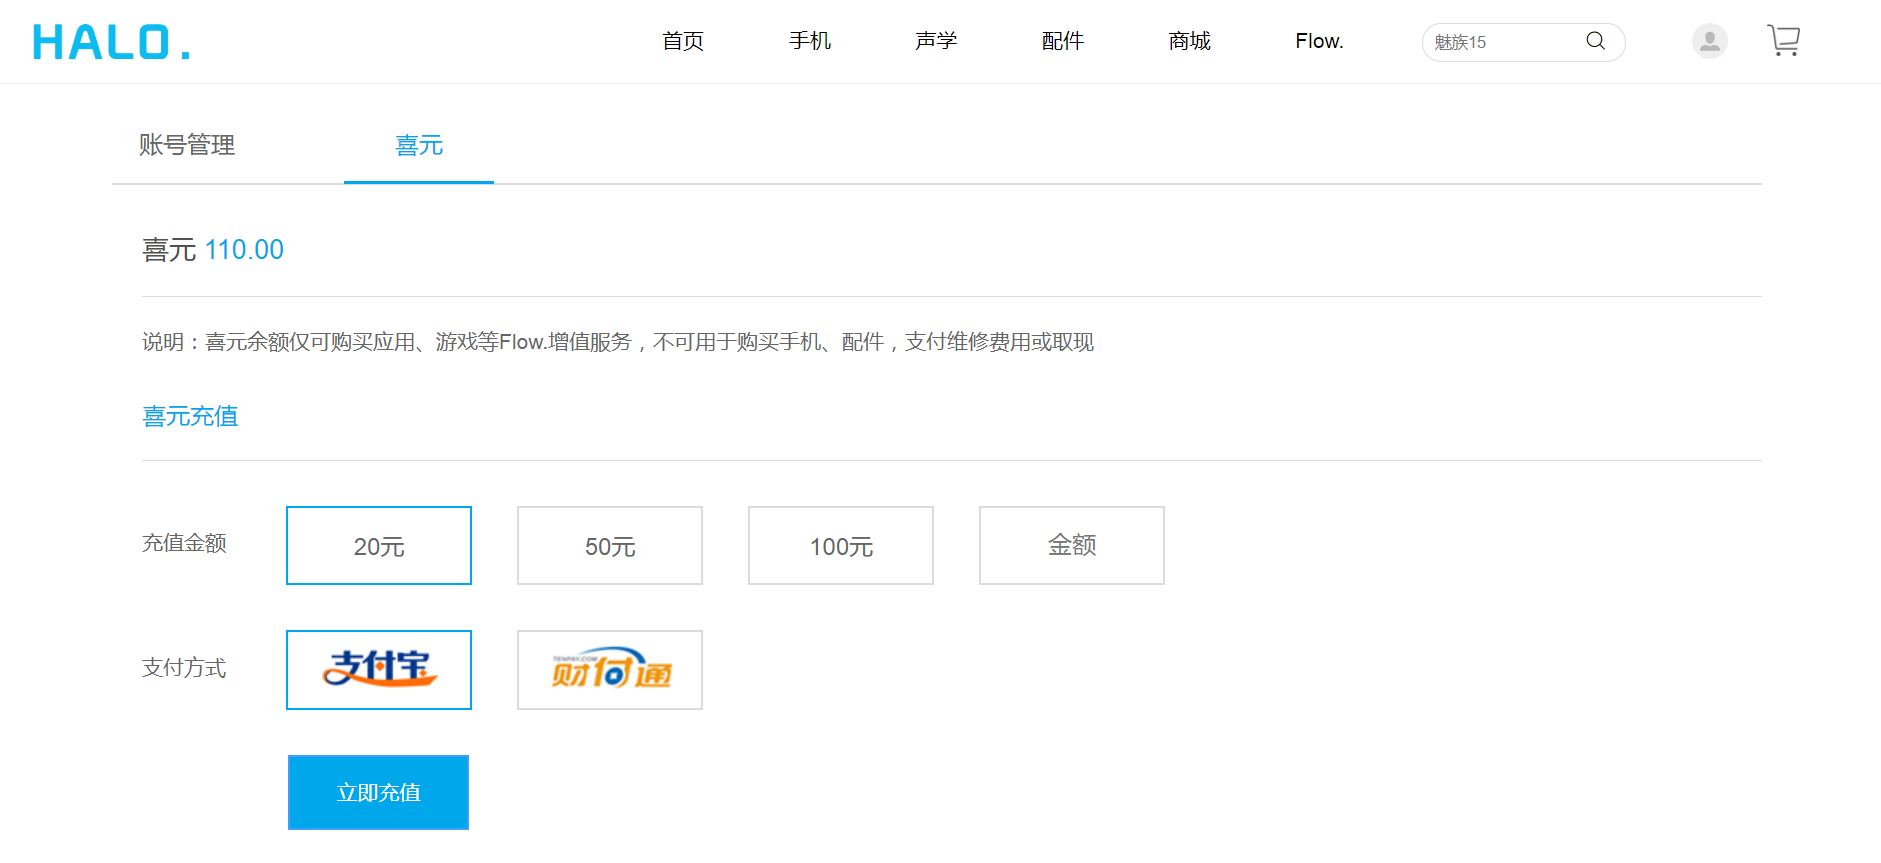 HALO.
首页 手机 声学 配件 商城 Flow. 魅族15
账号管理 喜元
喜元 110.00
说明：喜元余额仅可购买应用、游戏等Flow.增值服务，不可用于购买手机、配件，支付维修费用或取现
喜元充值
充值金额 20元 50元 100元 金额
支付方式 支付宝 TENPAY.COM 财付通
立即充值